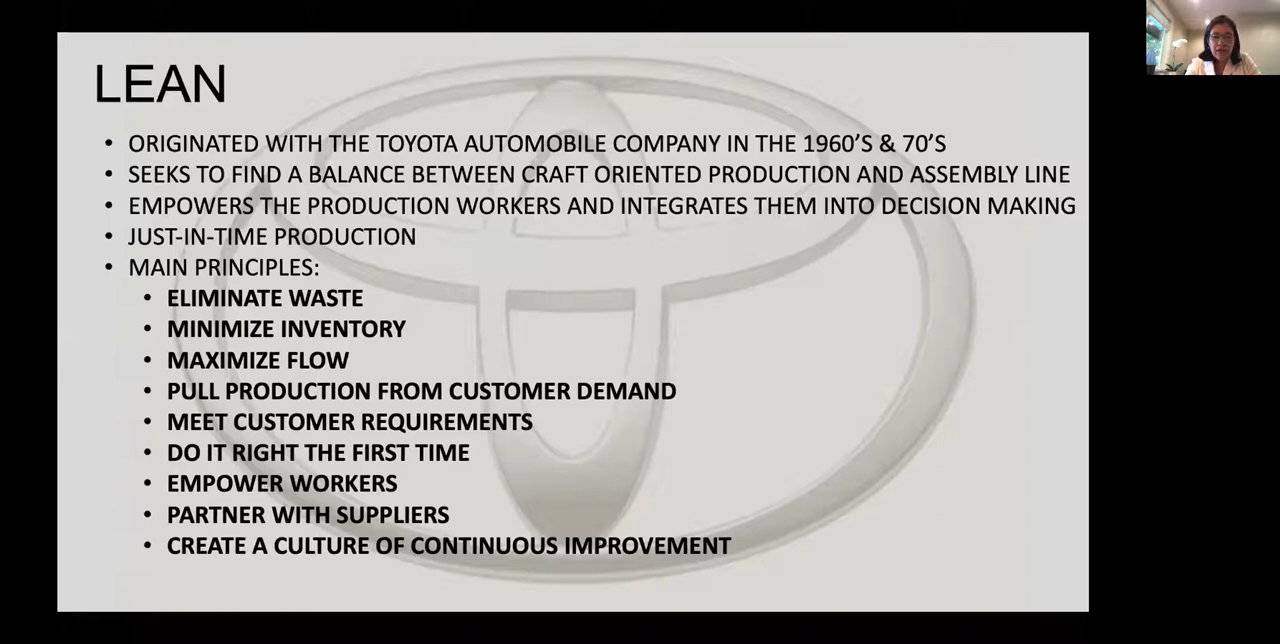 LEAN
• ORIGINATED WITH THE TOYOTA AUTOMOBILE COMPANY IN THE 1960'S & 70'S
• SEEKS TO FIND A BALANCE BETWEEN CRAFT ORIENTED PRODUCTION AND ASSEMBLY LINE
• EMPOWERS THE PRODUCTION WORKERS AND INTEGRATES THEM INTO DECISION MAKING
• JUST-IN-TIME PRODUCTION
• MAIN PRINCIPLES:
• ELIMINATE WASTE
• MINIMIZE INVENTORY
• MAXIMIZE FLOW
• PULL PRODUCTION FROM CUSTOMER DEMAND
• MEET CUSTOMER REQUIREMENTS
• DO IT RIGHT THE FIRST TIME
• EMPOWER WORKERS
• PARTNER WITH SUPPLIERS
• CREATE A CULTURE OF CONTINUOUS IMPROVEMENT